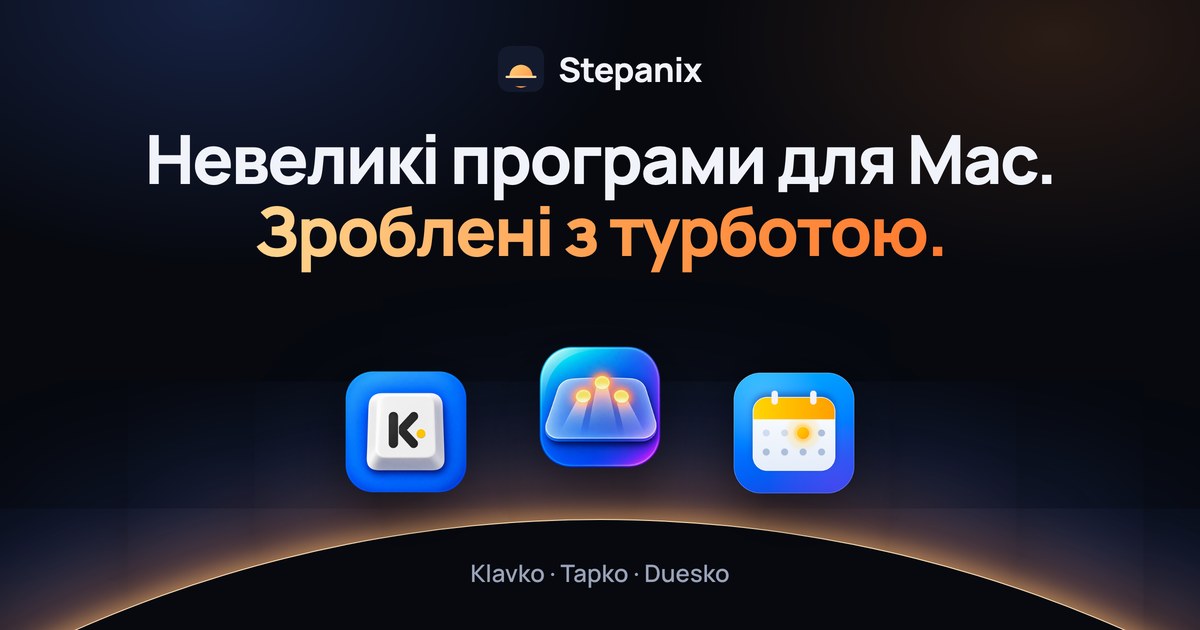 Stepanix
Невеликі програми для Mac.
Зроблені з турботою.
K
Klavko · Tapko · Duesko